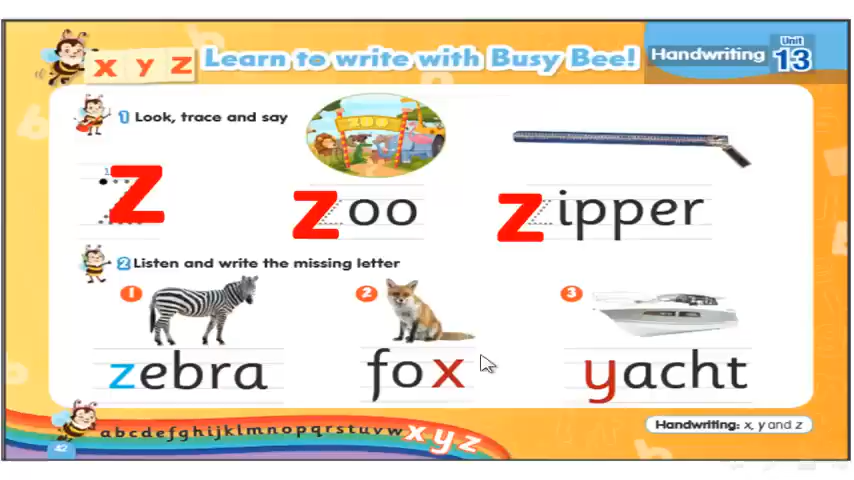 x y z Learn to write with Busy Bee! Handwriting Unit 13
1 Look, trace and say
ZOO
z zoo zipper
2 Listen and write the missing letter
1 2 3
zebra fox yacht
abcdefghijklmnopqrstuvwxyz
Handwriting: x, y and z
42